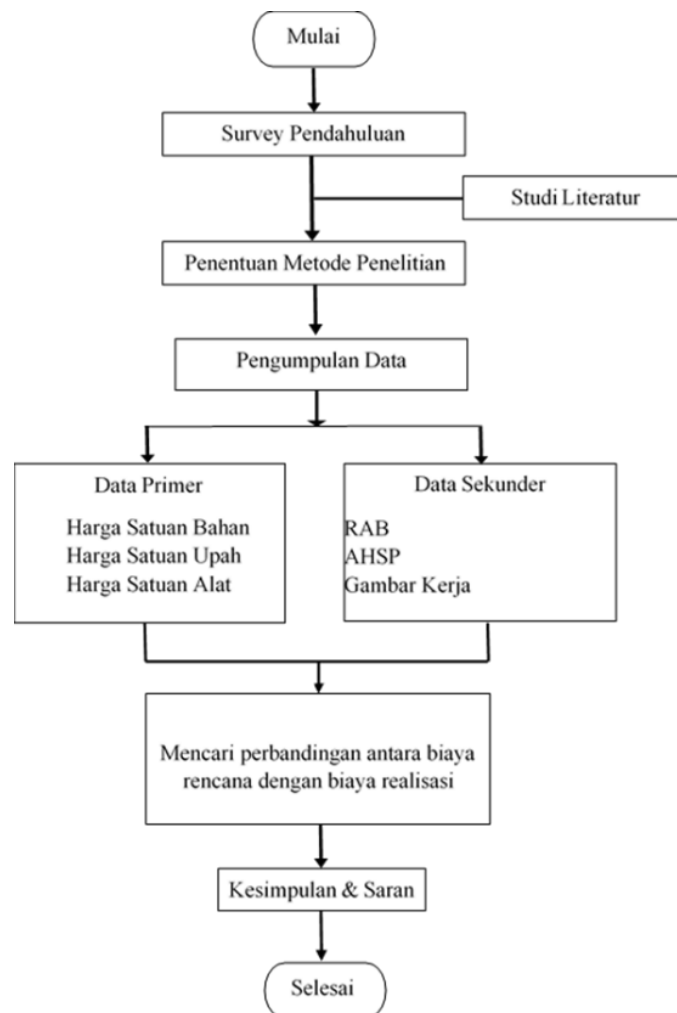 Mulai
Survey Pendahuluan
Studi Literatur
Penentuan Metode Penelitian
Pengumpulan Data
Data Primer
Harga Satuan Bahan
Harga Satuan Upah
Harga Satuan Alat
Data Sekunder
RAB
AHSP
Gambar Kerja
Mencari perbandingan antara biaya
rencana dengan biaya realisasi
Kesimpulan & Saran
Selesai